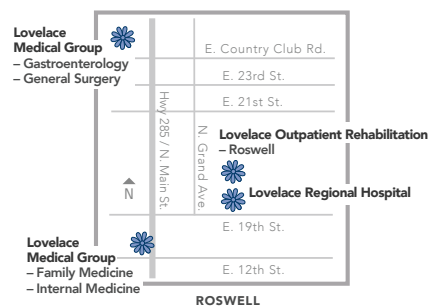 Lovelace
Medical Group
– Gastroenterology
– General Surgery
E. Country Club Rd.
E. 23rd St.
E. 21st St.
Hwy 285 / N. Main St.
N. Grand Ave.
Lovelace Outpatient Rehabilitation
– Roswell
Lovelace Regional Hospital
N
E. 19th St.
Lovelace
Medical Group
– Family Medicine
– Internal Medicine
E. 12th St.
ROSWELL